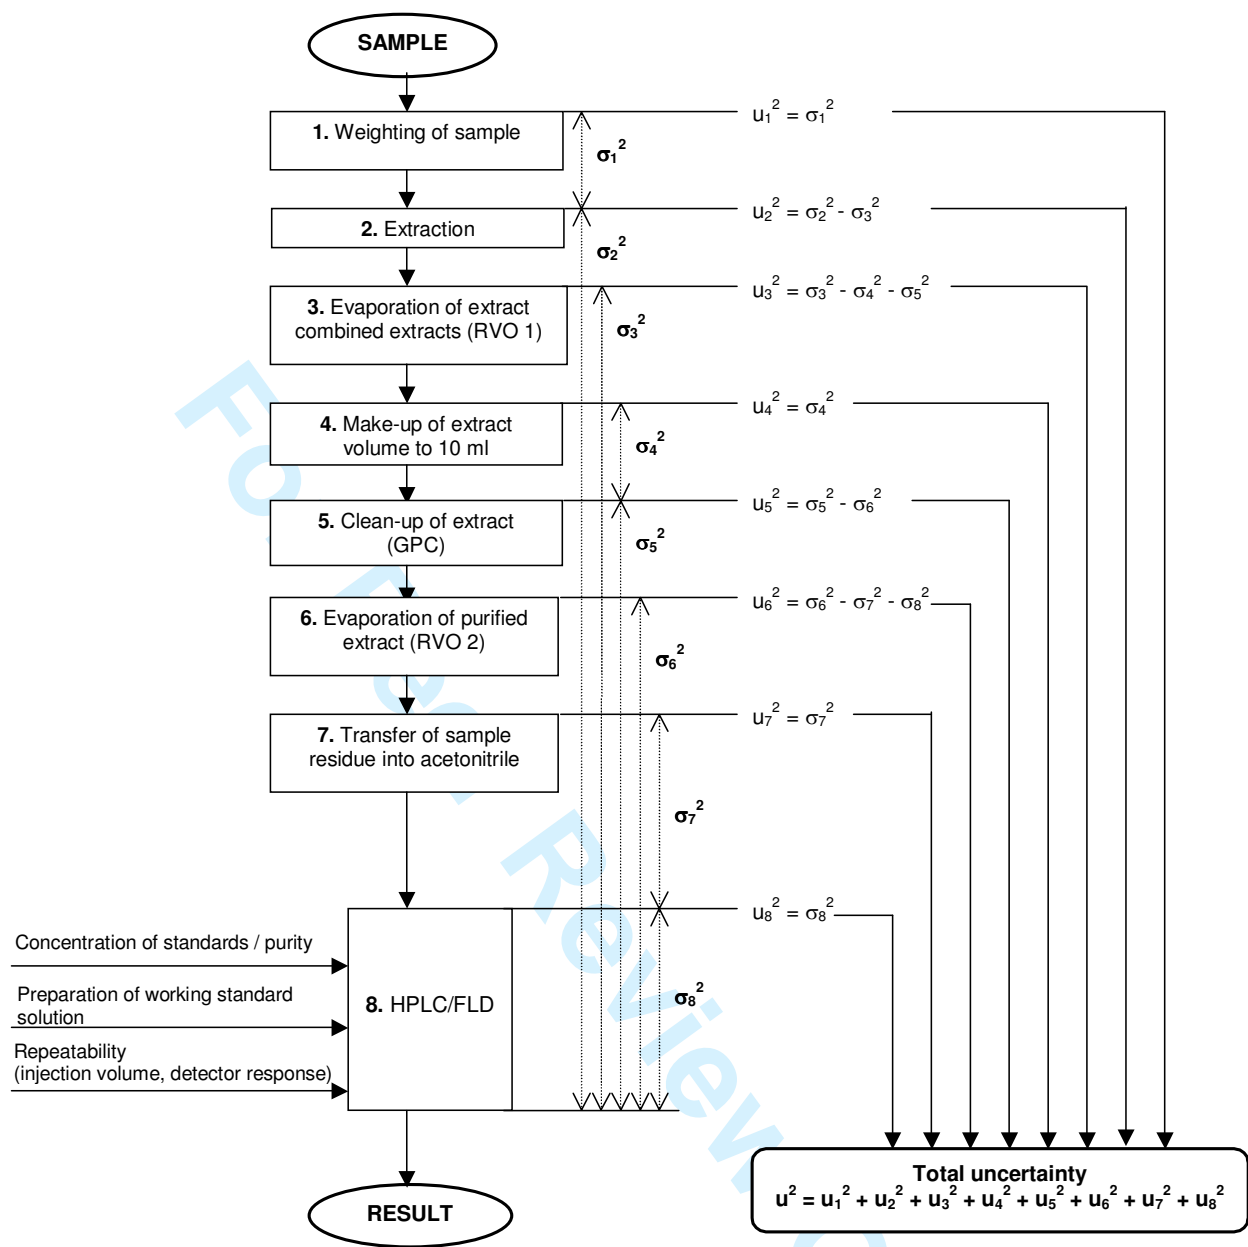 SAMPLE
1. Weighting of sample
2. Extraction
3. Evaporation of extract
combined extracts (RVO 1)
4. Make-up of extract
volume to 10 ml
5. Clean-up of extract
(GPC)
6. Evaporation of purified
extract (RVO 2)
7. Transfer of sample
residue into acetonitrile
8. HPLC/FLD
RESULT
Concentration of standards / purity
Preparation of working standard
solution
Repeatability
(injection volume, detector response)
σ₁²
σ₂²
σ₃²
σ₄²
σ₅²
σ₆²
σ₇²
σ₈²
u₁² = σ₁²
u₂² = σ₂² - σ₃²
u₃² = σ₃² - σ₄² - σ₅²
u₄² = σ₄²
u₅² = σ₅² - σ₆²
u₆² = σ₆² - σ₇² - σ₈²
u₇² = σ₇²
u₈² = σ₈²
Total uncertainty
u² = u₁² + u₂² + u₃² + u₄² + u₅² + u₆² + u₇² + u₈²
For Peer Review